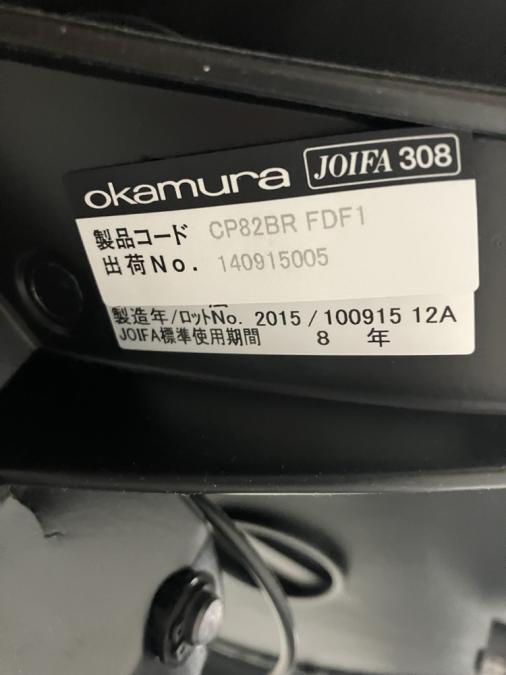 okamura JOIFA 308
製品コード CP82BR FDF1
出荷No. 140915005
製造年/ロットNo. 2015 / 100915 12A
JOIFA標準使用期間 8 年